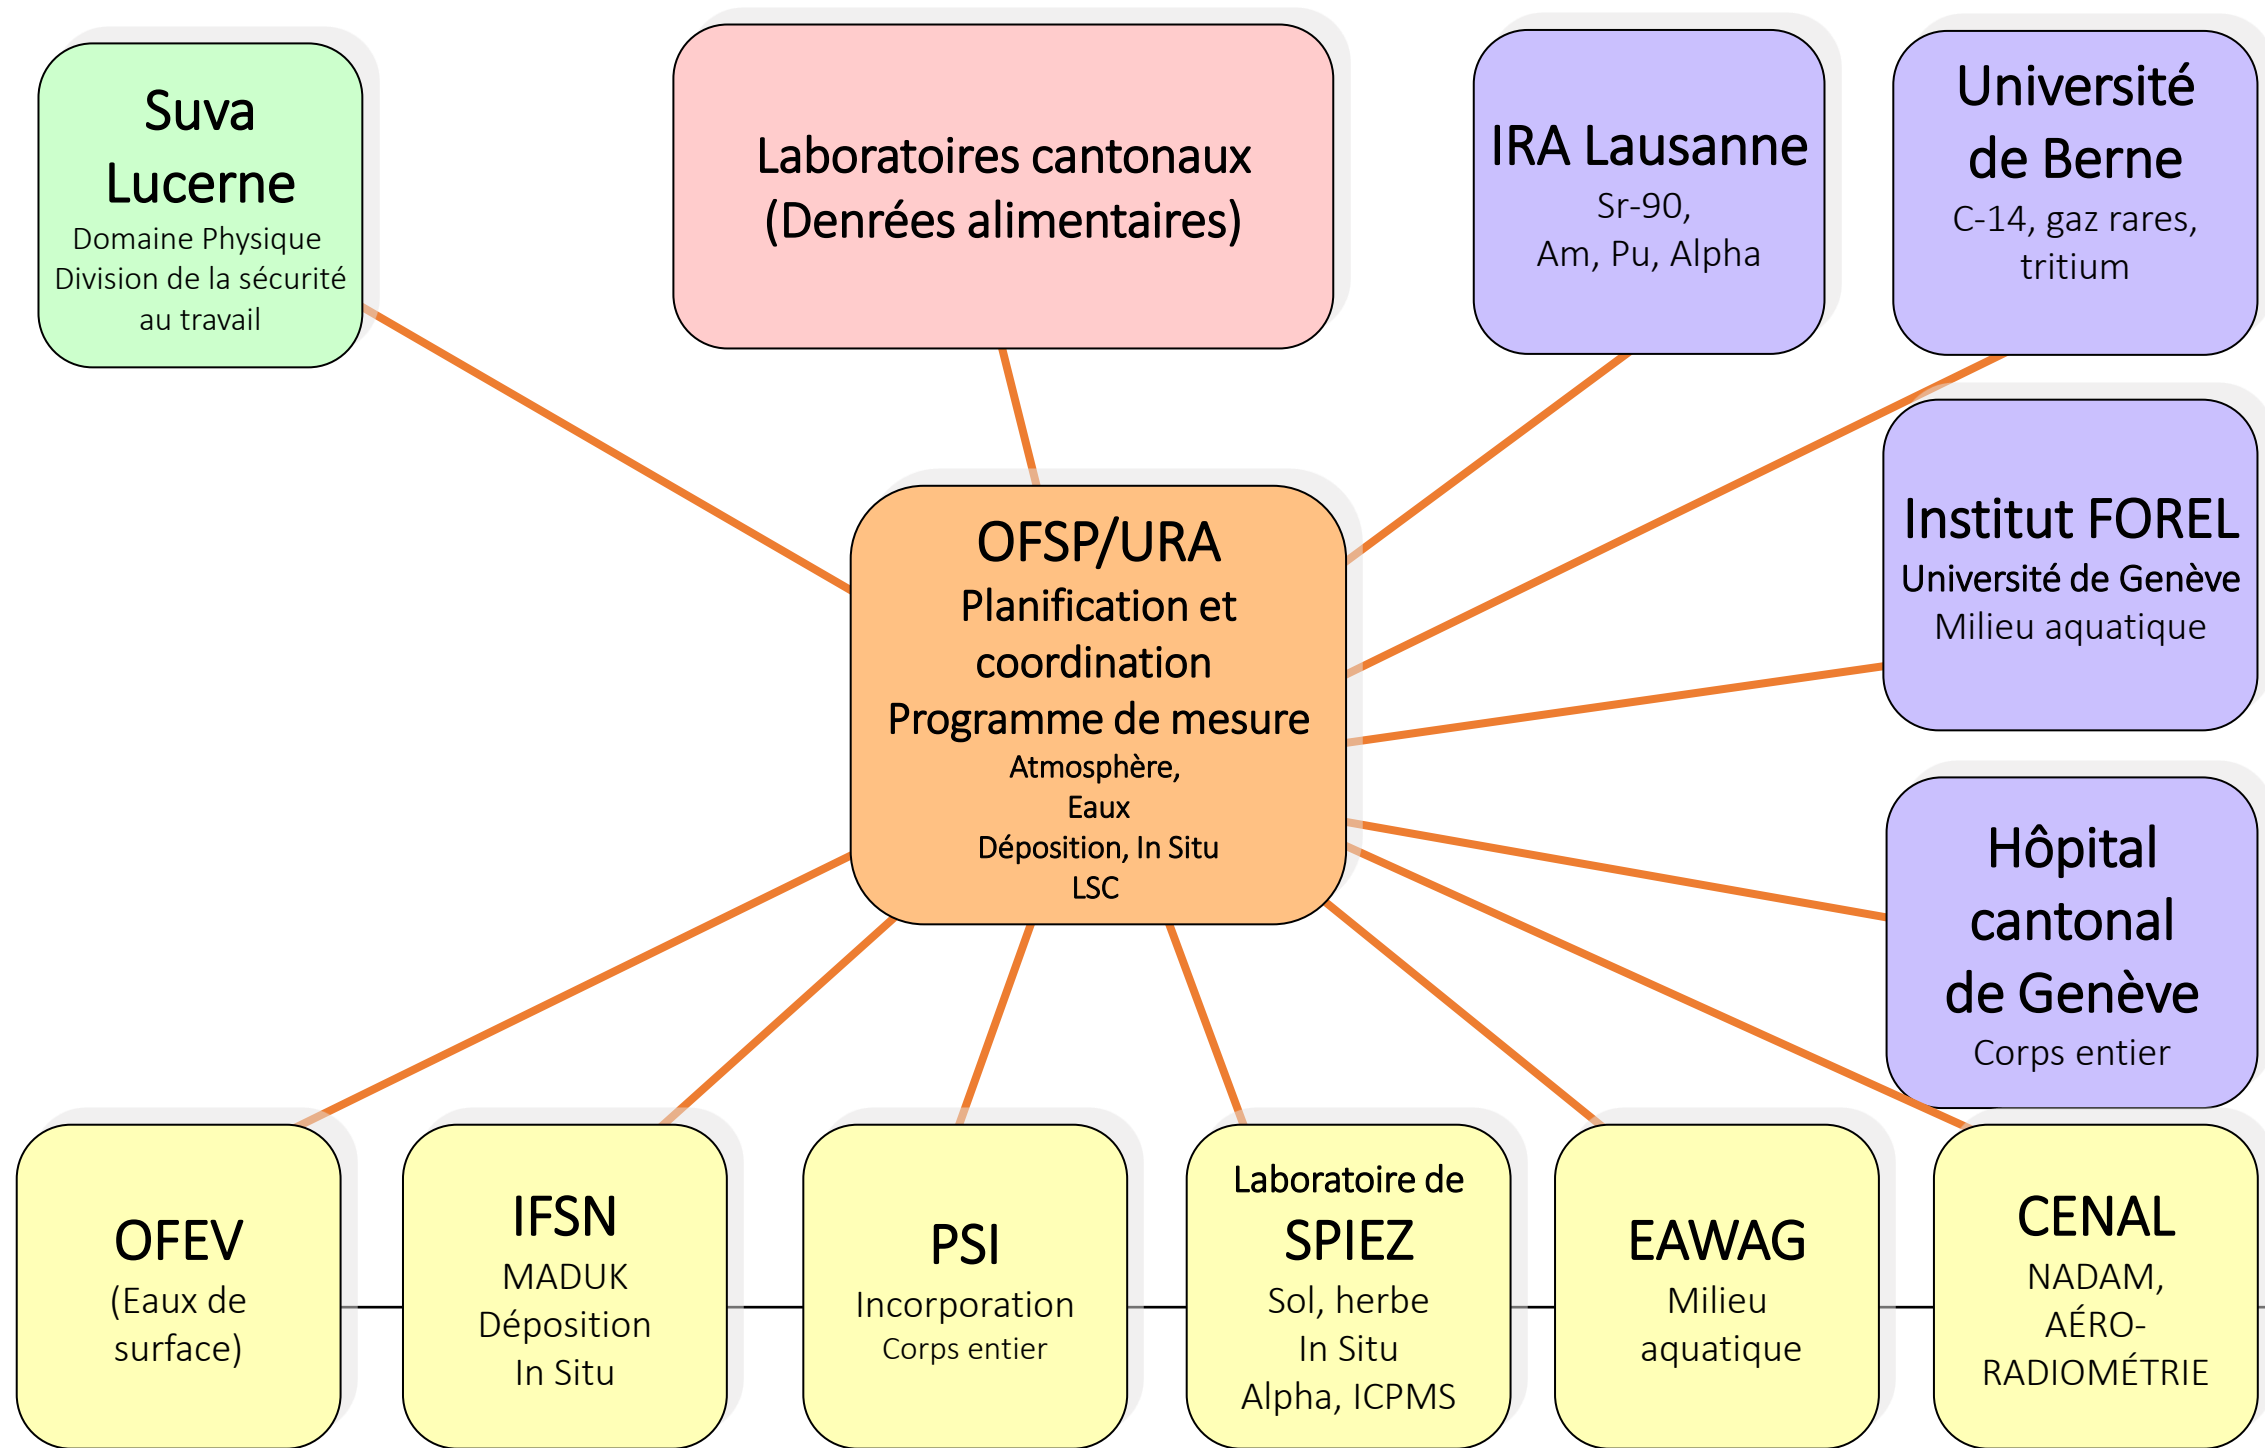 Suva
Lucerne
Domaine Physique
Division de la sécurité
au travail
Laboratoires cantonaux
(Denrées alimentaires)
IRA Lausanne
Sr-90,
Am, Pu, Alpha
Université
de Berne
C-14, gaz rares,
tritium
Institut FOREL
Université de Genève
Milieu aquatique
OFSP/URA
Planification et
coordination
Programme de mesure
Atmosphère,
Eaux
Déposition, In Situ
LSC
Hôpital
cantonal
de Genève
Corps entier
OFEV
(Eaux de
surface)
IFSN
MADUK
Déposition
In Situ
PSI
Incorporation
Corps entier
Laboratoire de
SPIEZ
Sol, herbe
In Situ
Alpha, ICPMS
EAWAG
Milieu
aquatique
CENAL
NADAM,
AÉRO-
RADIOMÉTRIE